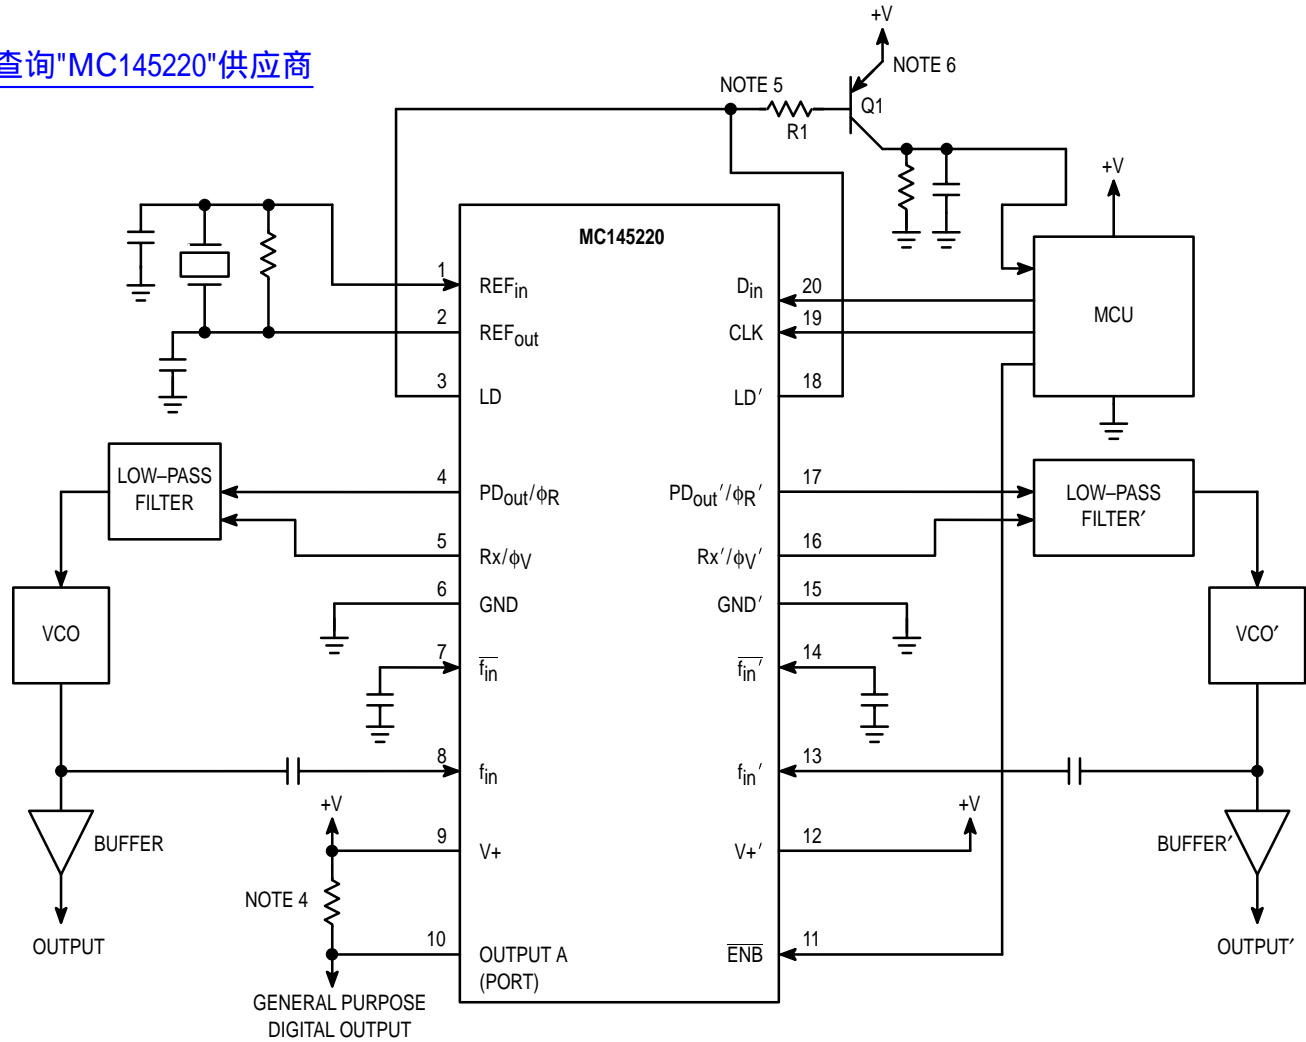 查询"MC145220"供应商
+V
NOTE 6
NOTE 5
Q1
R1
+V
MC145220
MCU
1
REFin
2
REFout
3
LD
4
PDout/ϕR
5
Rx/ϕV
6
GND
7
f̅i̅n̅
8
fin
9
V+
10
OUTPUT A
(PORT)
Din
20
CLK
19
LD′
18
PDout′/ϕR′
17
Rx′/ϕV′
16
GND′
15
f̅i̅n̅′
14
fin′
13
V+′
12
E̅N̅B̅
11
LOW–PASS
FILTER
VCO
BUFFER
OUTPUT
+V
NOTE 4
GENERAL PURPOSE
DIGITAL OUTPUT
LOW–PASS
FILTER′
VCO′
+V
BUFFER′
OUTPUT′